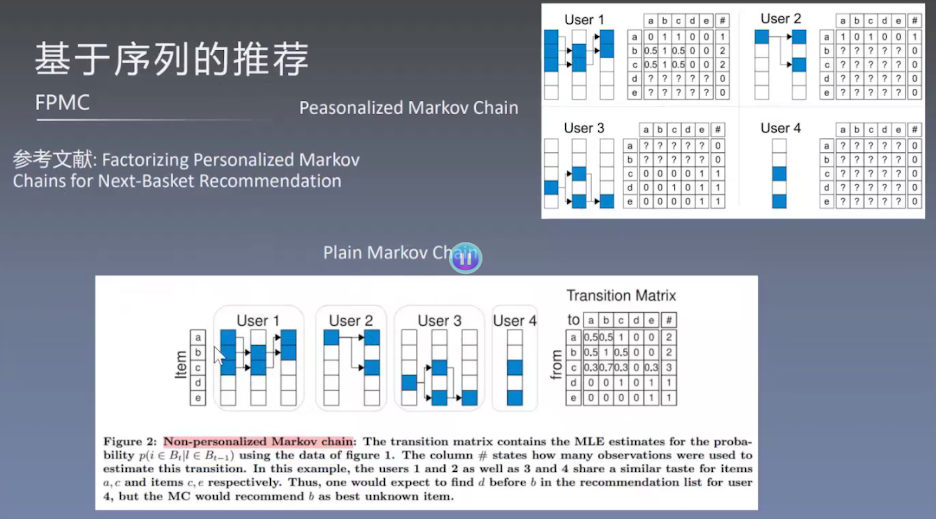 基于序列的推荐
FPMC
Peasonalized Markov Chain
参考文献: Factorizing Personalized Markov
Chains for Next-Basket Recommendation
User 1
a b c d e #
a 0 1 1 0 0 1
b 0.5 1 0.5 0 0 2
c 0.5 1 0.5 0 0 2
d ? ? ? ? ? 0
e ? ? ? ? ? 0
User 2
a b c d e #
a 1 0 1 0 0 1
b ? ? ? ? ? 0
c ? ? ? ? ? 0
d ? ? ? ? ? 0
e ? ? ? ? ? 0
User 3
a b c d e #
a ? ? ? ? ? 0
b ? ? ? ? ? 0
c 0 0 0 0 1 1
d 0 0 1 0 1 1
e 0 0 0 0 1 1
User 4
a b c d e #
a ? ? ? ? ? 0
b ? ? ? ? ? 0
c ? ? ? ? ? 0
d ? ? ? ? ? 0
e ? ? ? ? ? 0
Plain Markov Chain
Item
a
b
c
d
e
User 1
User 2
User 3
User 4
Transition Matrix
to a b c d e #
from
a 0.5 0.5 1 0 0 2
b 0.5 1 0.5 0 0 2
c 0.3 0.7 0.3 0 0.3 3
d 0 0 1 0 1 1
e 0 0 0 0 1 1
Figure 2: Non-personalized Markov chain: The transition matrix contains the MLE estimates for the proba-
bility p(i ∈ Bₜ|l ∈ Bₜ₋₁) using the data of figure 1. The column # states how many observations were used to
estimate this transition. In this example, the users 1 and 2 as well as 3 and 4 share a similar taste for items
a, c and items c, e respectively. Thus, one would expect to find d before b in the recommendation list for user
4, but the MC would recommend b as best unknown item.